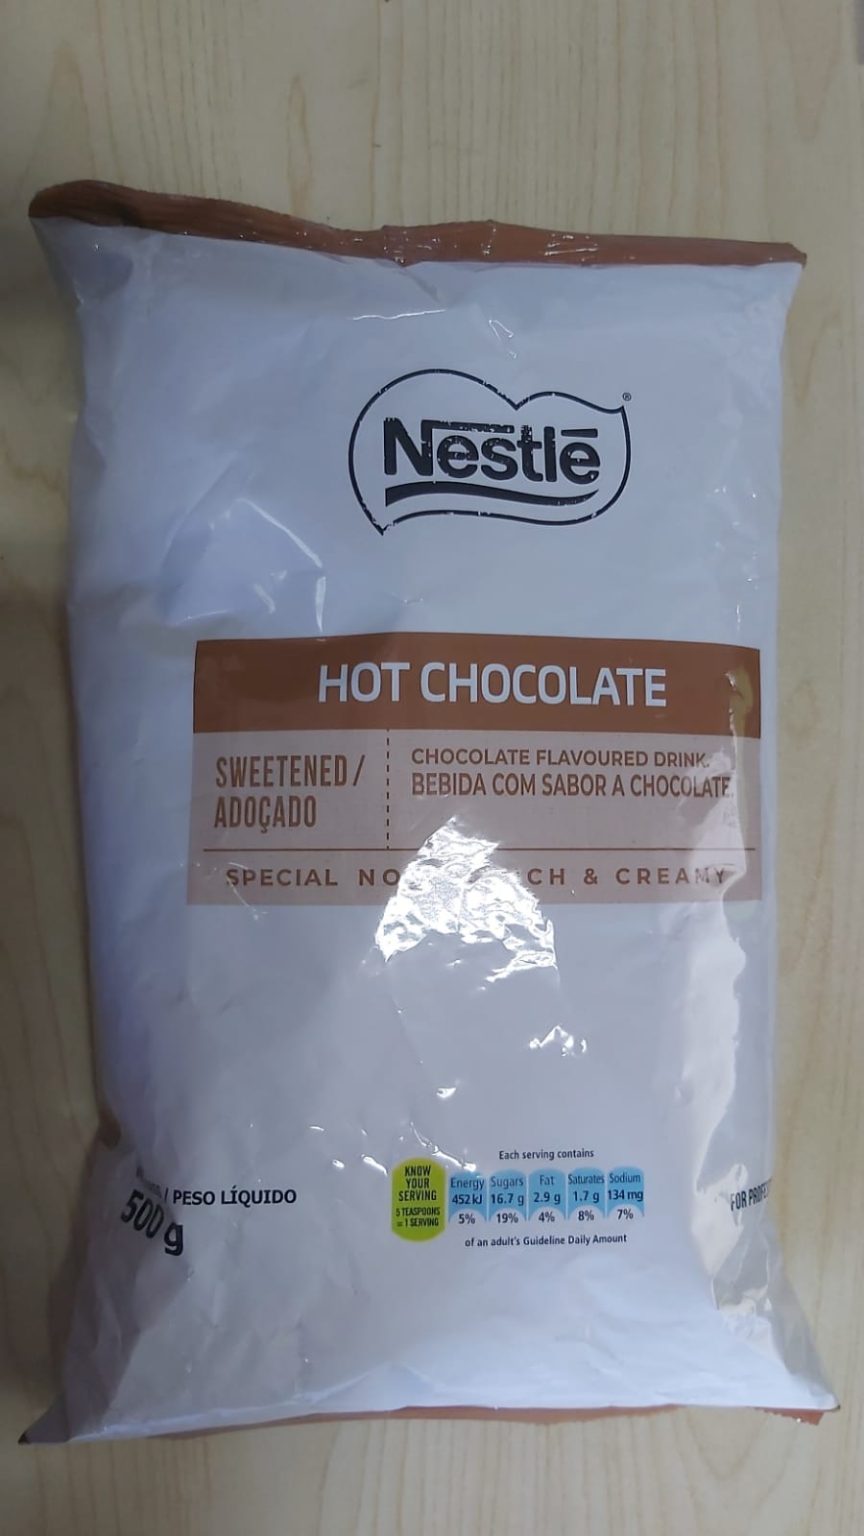 Nestlē
®
HOT CHOCOLATE
SWEETENED /
ADOÇADO
CHOCOLATE FLAVOURED DRINK.
BEBIDA COM SABOR A CHOCOLATE.
SPECIAL & CREAMY
/ PESO LÍQUIDO
500 g
KNOW
YOUR
SERVING
5 TEASPOONS
= 1 SERVING
Each serving contains
Energy Sugars Fat Saturates Sodium
452 kJ 16.7 g 2.9 g 1.7 g 134 mg
5% 19% 4% 8% 7%
of an adult's Guideline Daily Amount
FOR